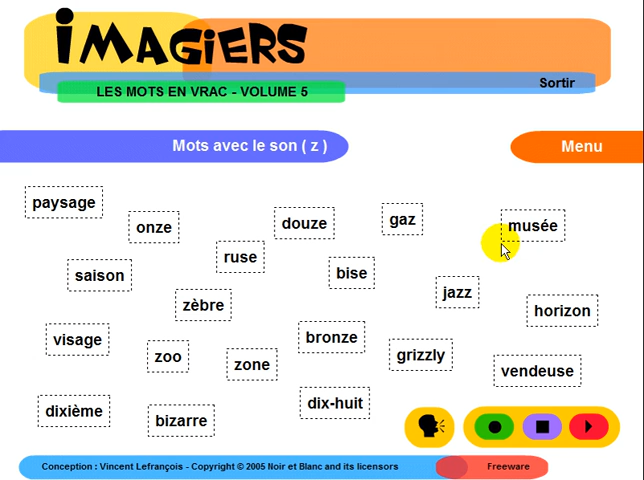 iMAGiERS
LES MOTS EN VRAC - VOLUME 5
Sortir
Mots avec le son ( z )
Menu
paysage
onze
douze
gaz
musée
ruse
saison
bise
zèbre
jazz
horizon
visage
zoo
zone
bronze
grizzly
vendeuse
dixième
bizarre
dix-huit
Conception : Vincent Lefrançois - Copyright © 2005 Noir et Blanc and its licensors
Freeware